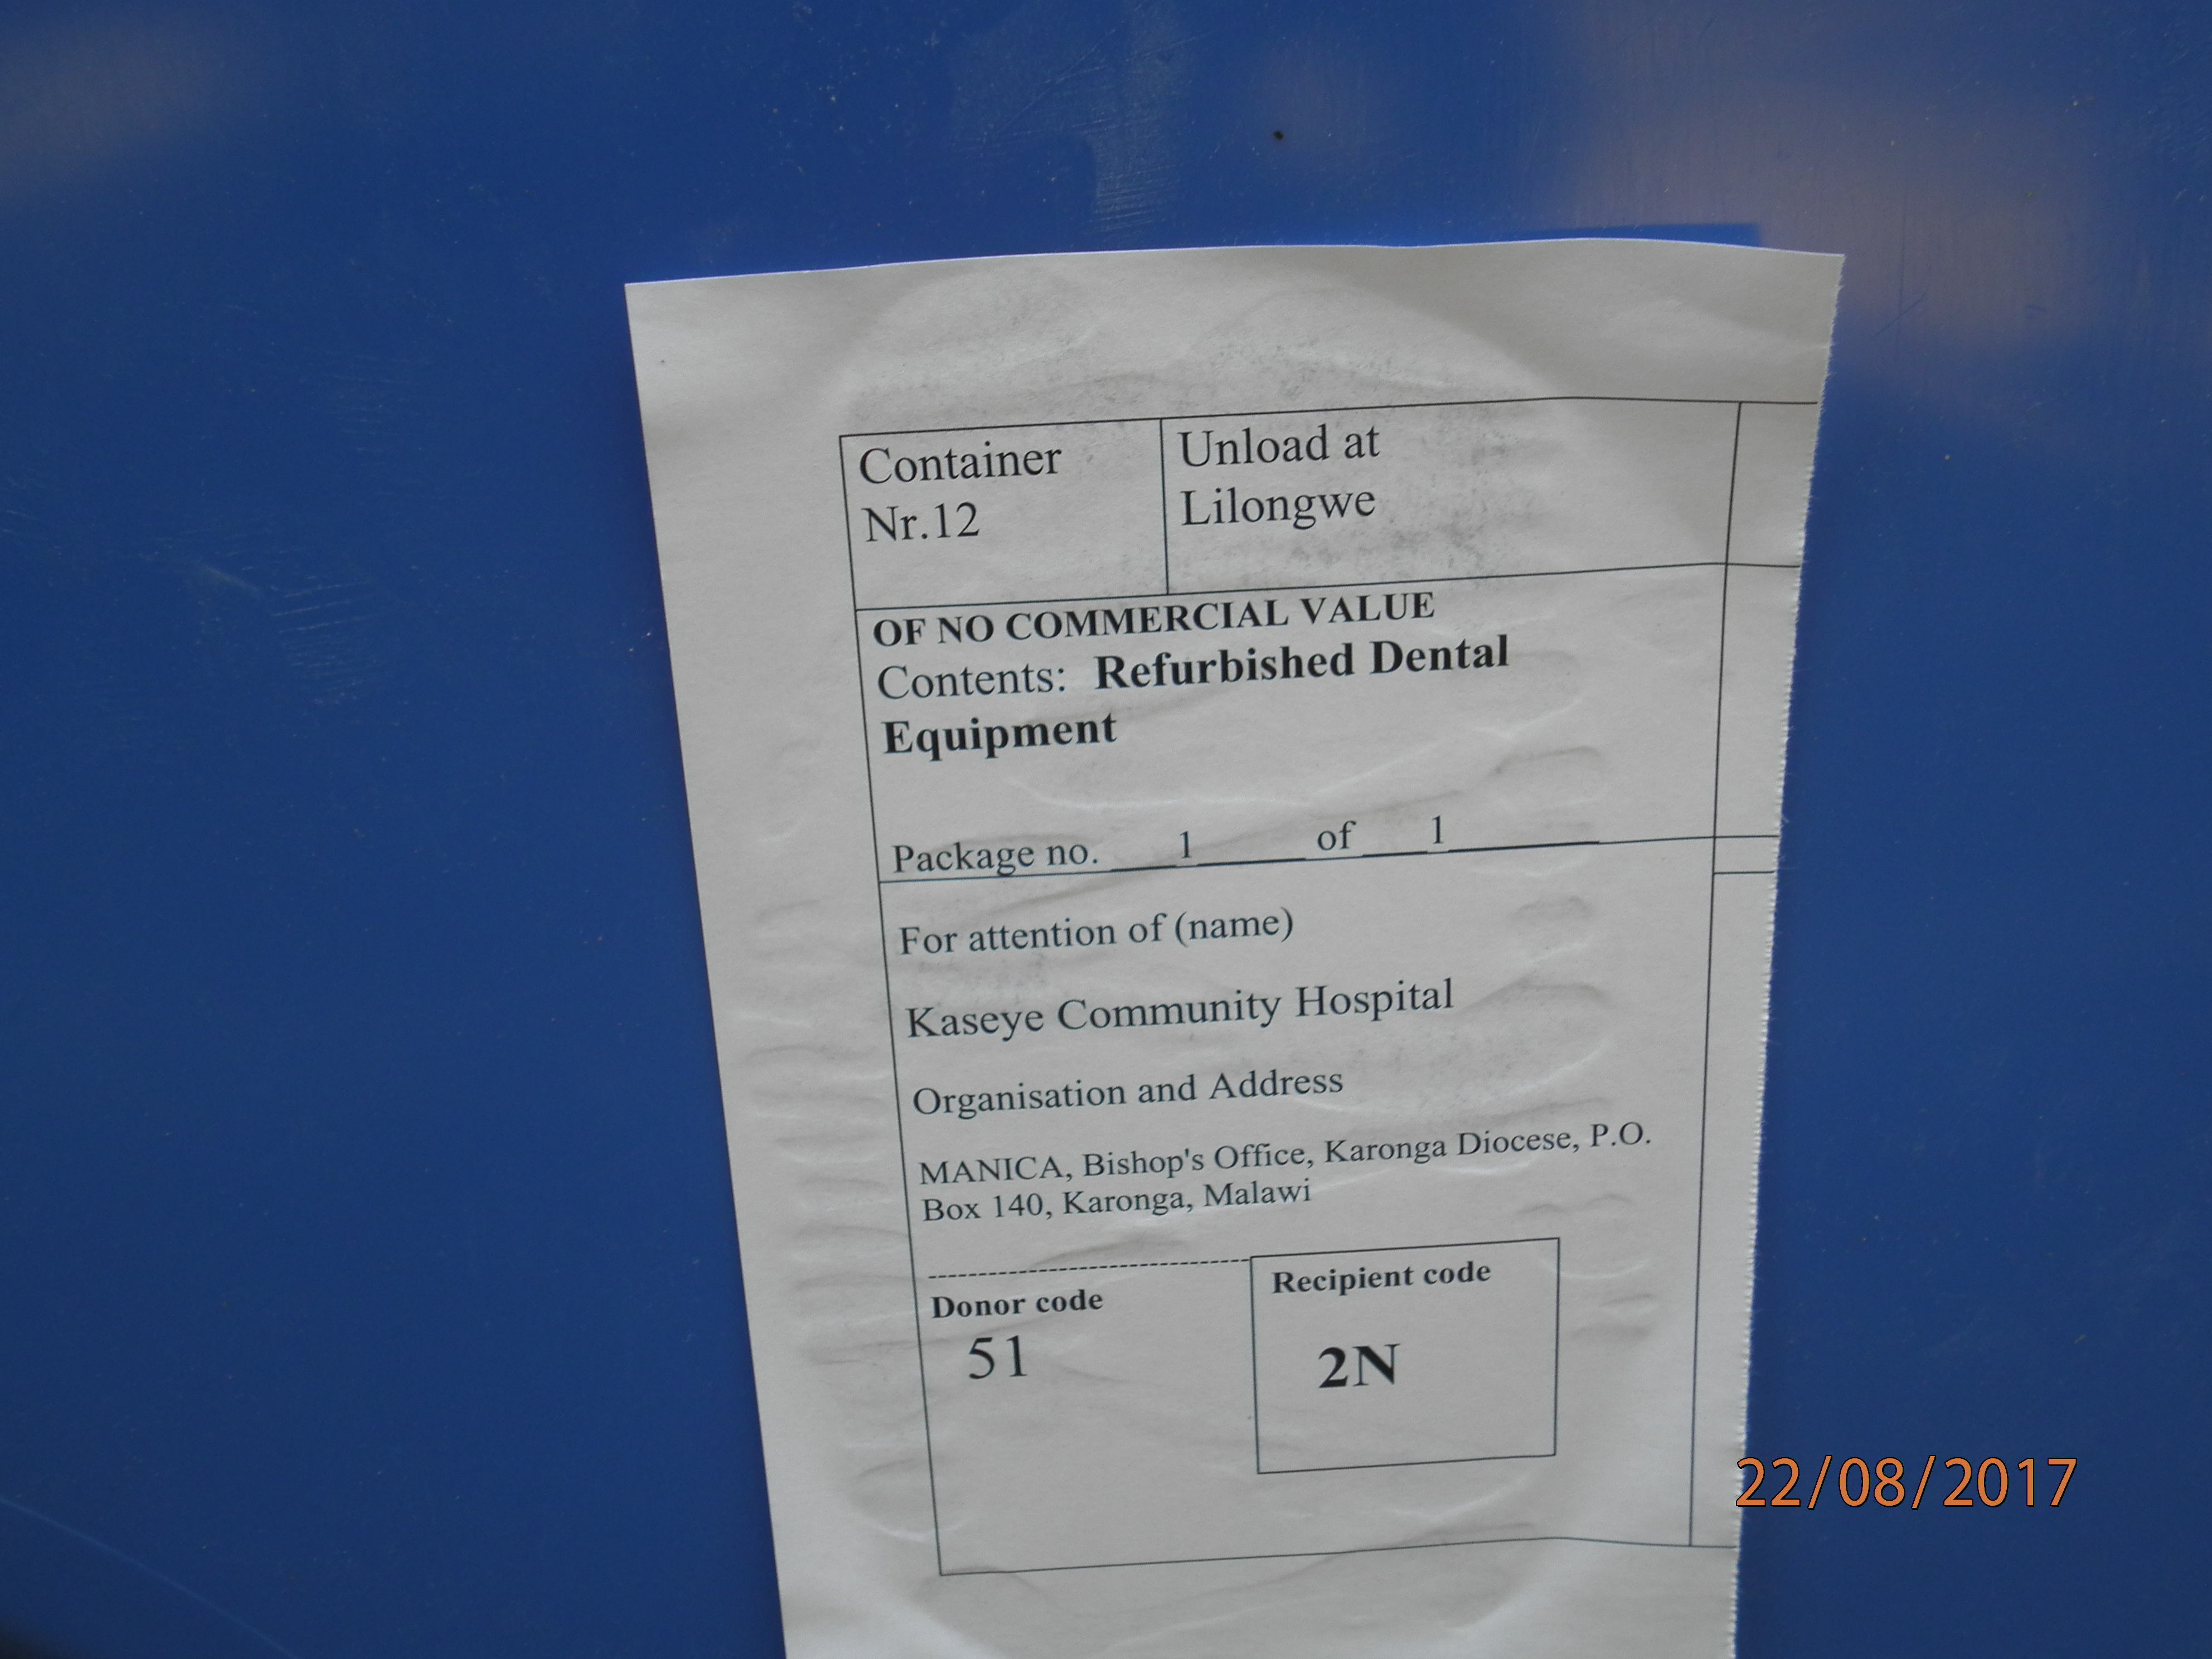 Container
Nr.12
Unload at
Lilongwe
OF NO COMMERCIAL VALUE
Contents: Refurbished Dental
Equipment
Package no. 1 of 1
For attention of (name)
Kaseye Community Hospital
Organisation and Address
MANICA, Bishop's Office, Karonga Diocese, P.O.
Box 140, Karonga, Malawi
Donor code
51
Recipient code
2N
22/08/2017